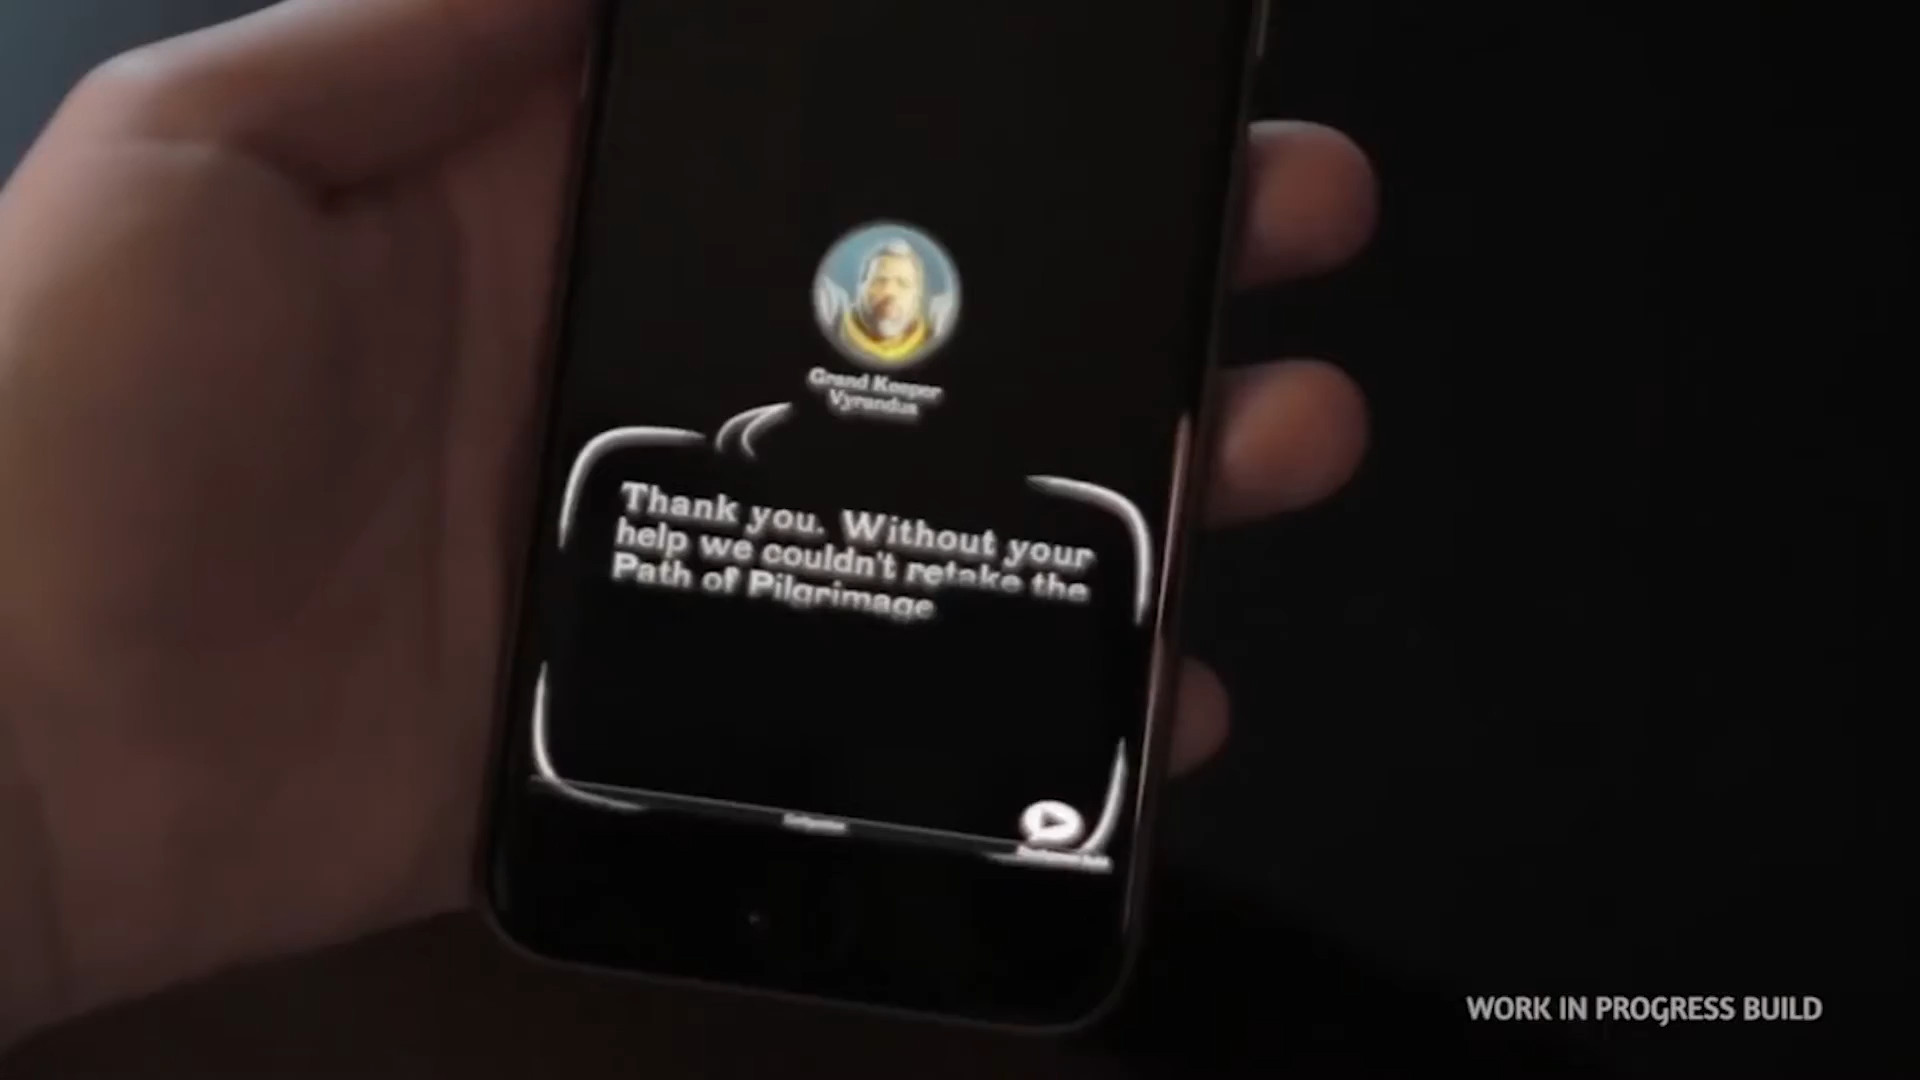 Grand Keeper
Vyrandus
Thank you. Without your
help we couldn't retake the
Path of Pilgrimage
WORK IN PROGRESS BUILD